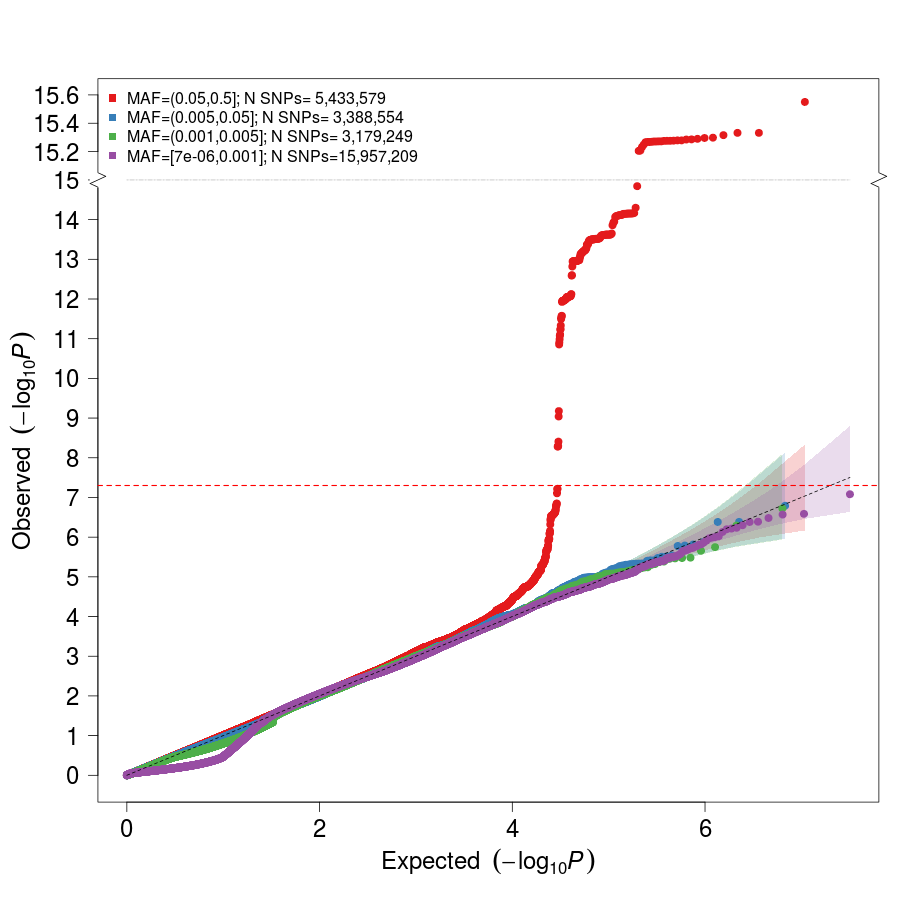 MAF=(0.05,0.5]; N SNPs= 5,433,579
MAF=(0.005,0.05]; N SNPs= 3,388,554
MAF=(0.001,0.005]; N SNPs= 3,179,249
MAF=[7e-06,0.001]; N SNPs=15,957,209
15.6
15.4
15.2
15
14
13
12
11
10
9
8
7
6
5
4
3
2
1
0
Observed (−log10P)
0 2 4 6
Expected (−log10P)